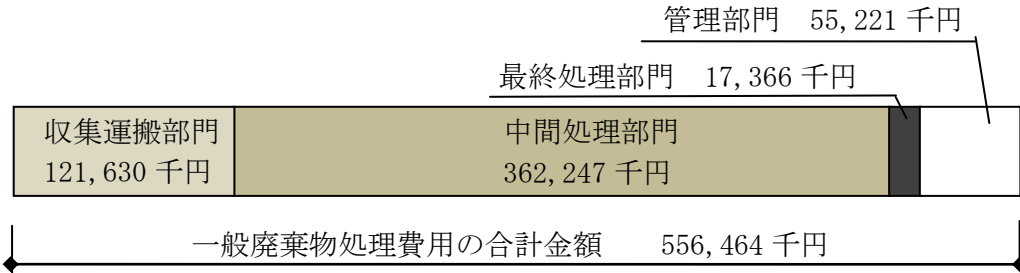 管理部門 55,221 千円
最終処理部門 17,366 千円
収集運搬部門
121,630 千円
中間処理部門
362,247 千円
一般廃棄物処理費用の合計金額 556,464 千円